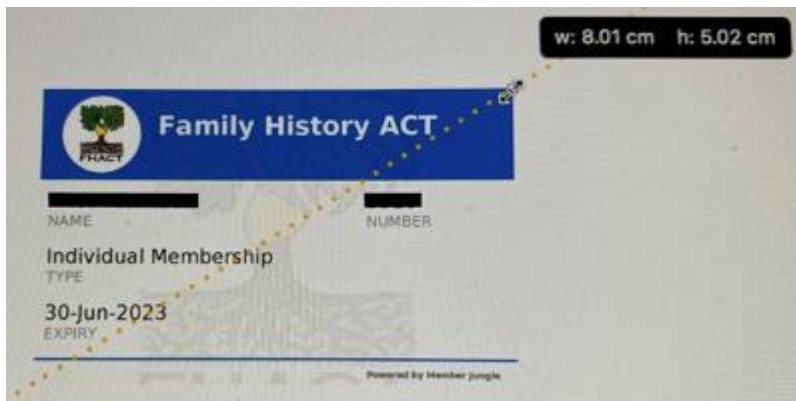 w: 8.01 cm h: 5.02 cm
Family History ACT
FHACT
NAME
NUMBER
Individual Membership
TYPE
30-Jun-2023
EXPIRY
Powered by Member Jungle